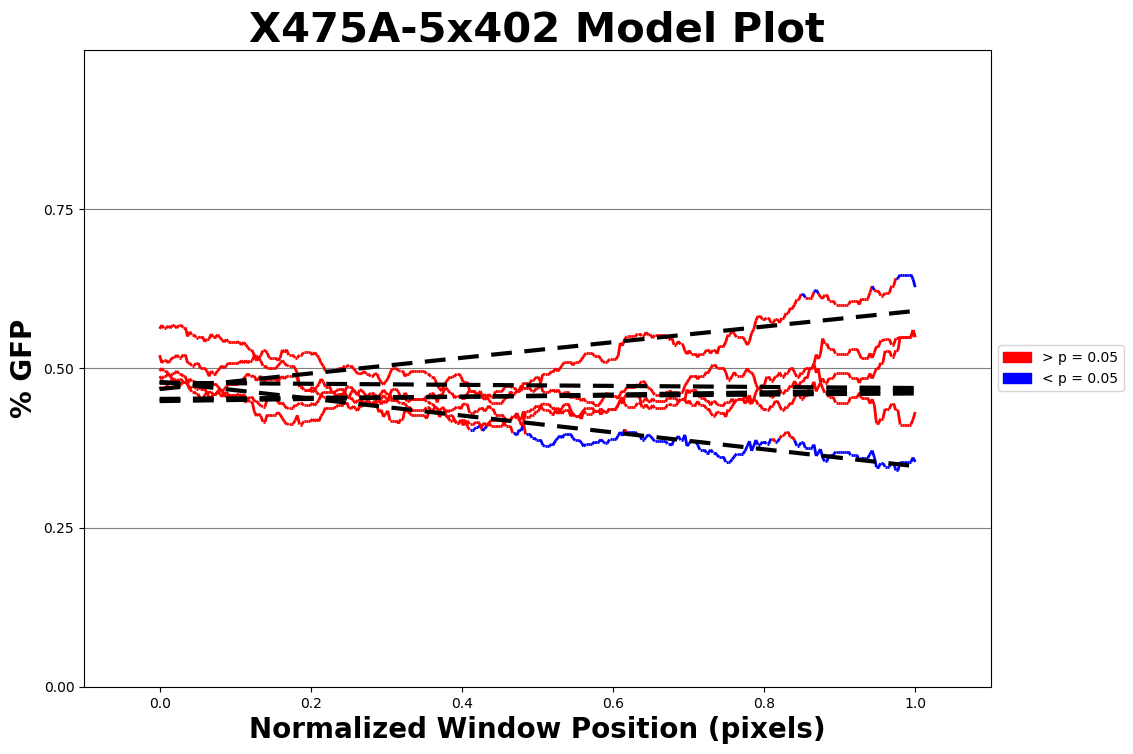 X475A-5x402 Model Plot
% GFP
0.75
0.50
0.25
0.00
0.0 0.2 0.4 0.6 0.8 1.0
Normalized Window Position (pixels)
> p = 0.05
< p = 0.05